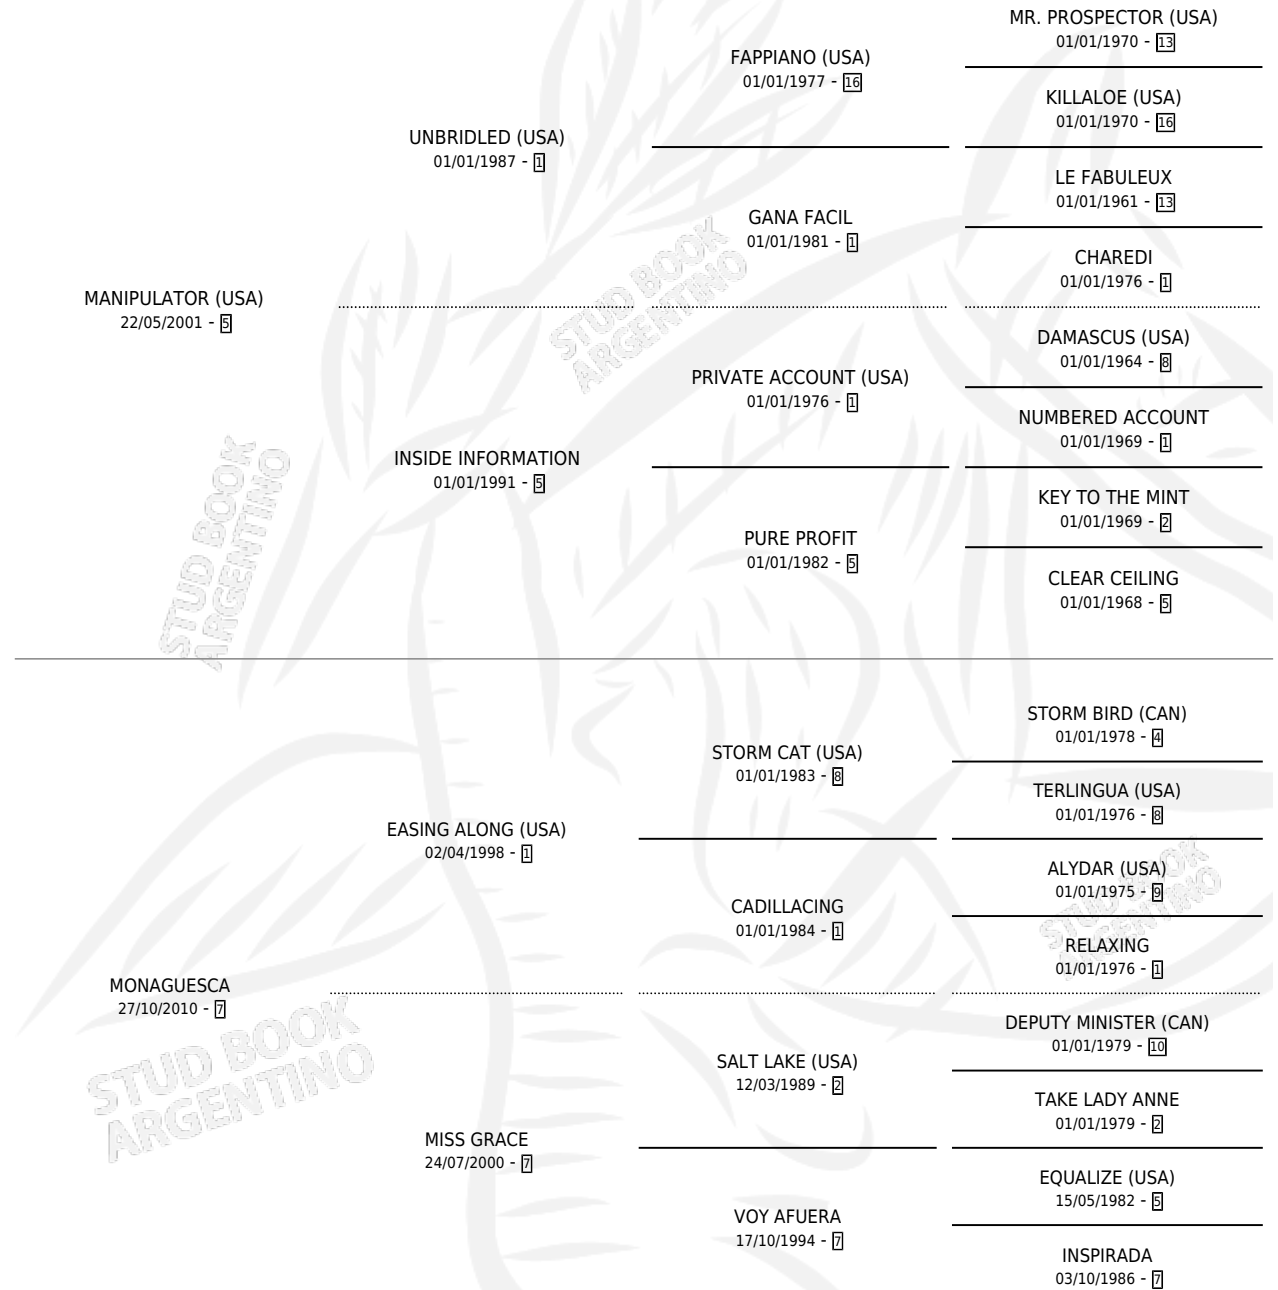 MR. PROSPECTOR (USA)
01/01/1970 - 13
FAPPIANO (USA)
01/01/1977 - 16
KILLALOE (USA)
01/01/1970 - 16
UNBRIDLED (USA)
01/01/1987 - 1
LE FABULEUX
01/01/1961 - 13
GANA FACIL
01/01/1981 - 1
CHAREDI
01/01/1976 - 1
MANIPULATOR (USA)
22/05/2001 - 5
STUD BOOK
ARGENTINO
DAMASCUS (USA)
01/01/1964 - 8
PRIVATE ACCOUNT (USA)
01/01/1976 - 1
NUMBERED ACCOUNT
01/01/1969 - 1
INSIDE INFORMATION
01/01/1991 - 5
KEY TO THE MINT
01/01/1969 - 2
PURE PROFIT
01/01/1982 - 5
CLEAR CEILING
01/01/1968 - 5
STUD BOOK
ARGENTINO
STORM BIRD (CAN)
01/01/1978 - 4
STORM CAT (USA)
01/01/1983 - 8
TERLINGUA (USA)
01/01/1976 - 8
EASING ALONG (USA)
02/04/1998 - 1
ALYDAR (USA)
01/01/1975 - 9
CADILLACING
01/01/1984 - 1
RELAXING
01/01/1976 - 1
STUD BOOK
ARGENTINO
MONAGUESCA
27/10/2010 - 7
DEPUTY MINISTER (CAN)
01/01/1979 - 10
SALT LAKE (USA)
12/03/1989 - 2
TAKE LADY ANNE
01/01/1979 - 2
STUD BOOK
ARGENTINO
MISS GRACE
24/07/2000 - 7
EQUALIZE (USA)
15/05/1982 - 5
VOY AFUERA
17/10/1994 - 7
INSPIRADA
03/10/1986 - 7